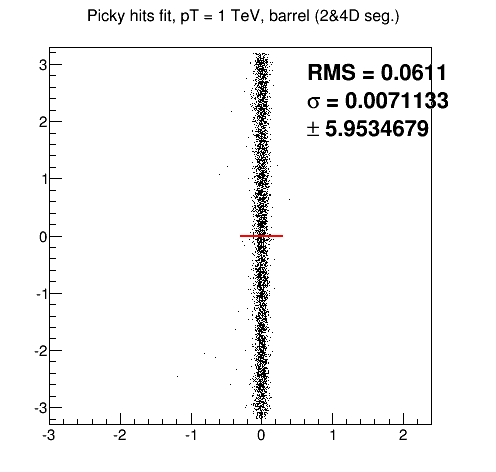 Picky hits fit, pT = 1 TeV, barrel (2&4D seg.)
RMS = 0.0611
σ = 0.0071133
± 5.9534679
3
2
1
0
-1
-2
-3
-3 -2 -1 0 1 2